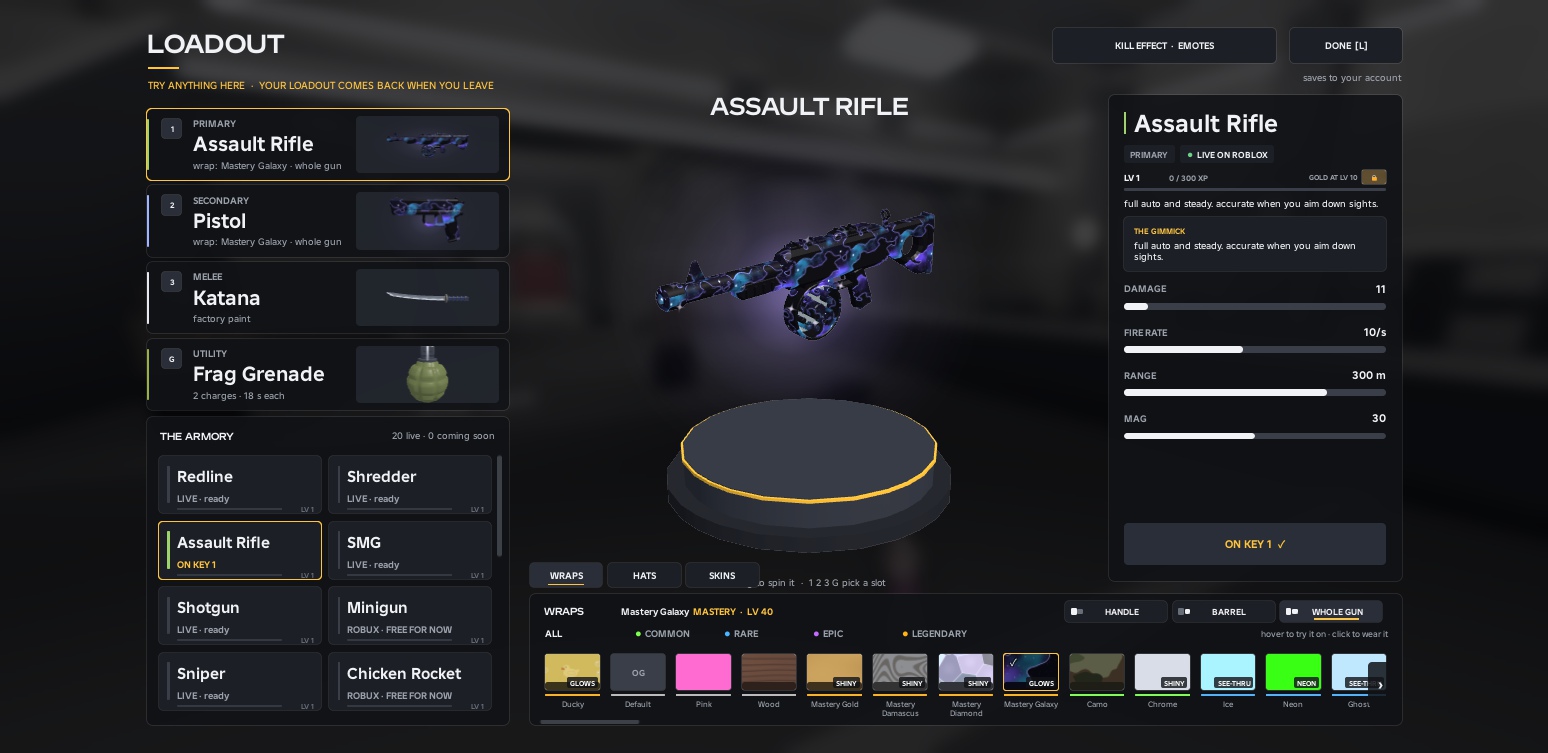 LOADOUT
TRY ANYTHING HERE · YOUR LOADOUT COMES BACK WHEN YOU LEAVE
KILL EFFECT · EMOTES
DONE [L]
saves to your account
1
PRIMARY
Assault Rifle
wrap: Mastery Galaxy · whole gun
2
SECONDARY
Pistol
wrap: Mastery Galaxy · whole gun
3
MELEE
Katana
factory paint
G
UTILITY
Frag Grenade
2 charges · 18 s each
THE ARMORY
20 live · 0 coming soon
Redline
LIVE · ready
LV 1
Shredder
LIVE · ready
LV 1
Assault Rifle
ON KEY 1
LV 1
SMG
LIVE · ready
LV 1
Shotgun
LIVE · ready
LV 1
Minigun
ROBUX · FREE FOR NOW
LV 1
Sniper
LIVE · ready
LV 1
Chicken Rocket
ROBUX · FREE FOR NOW
LV 1
ASSAULT RIFLE
WRAPS
HATS
SKINS
to spin it · 1 2 3 G pick a slot
Assault Rifle
PRIMARY
LIVE ON ROBLOX
LV 1
0 / 300 XP
GOLD AT LV 10
full auto and steady. accurate when you aim down sights.
THE GIMMICK
full auto and steady. accurate when you aim down
sights.
DAMAGE 11
FIRE RATE 10/s
RANGE 300 m
MAG 30
ON KEY 1 ✓
WRAPS
Mastery Galaxy MASTERY · LV 40
HANDLE
BARREL
WHOLE GUN
ALL
COMMON
RARE
EPIC
LEGENDARY
hover to try it on · click to wear it
GLOWS
Ducky
OG
Default
Pink
Wood
SHINY
Mastery Gold
SHINY
Mastery
Damascus
SHINY
Mastery
Diamond
✓
GLOWS
Mastery Galaxy
Camo
SHINY
Chrome
SEE-THRU
Ice
NEON
Neon
SEE-T
Ghost
›